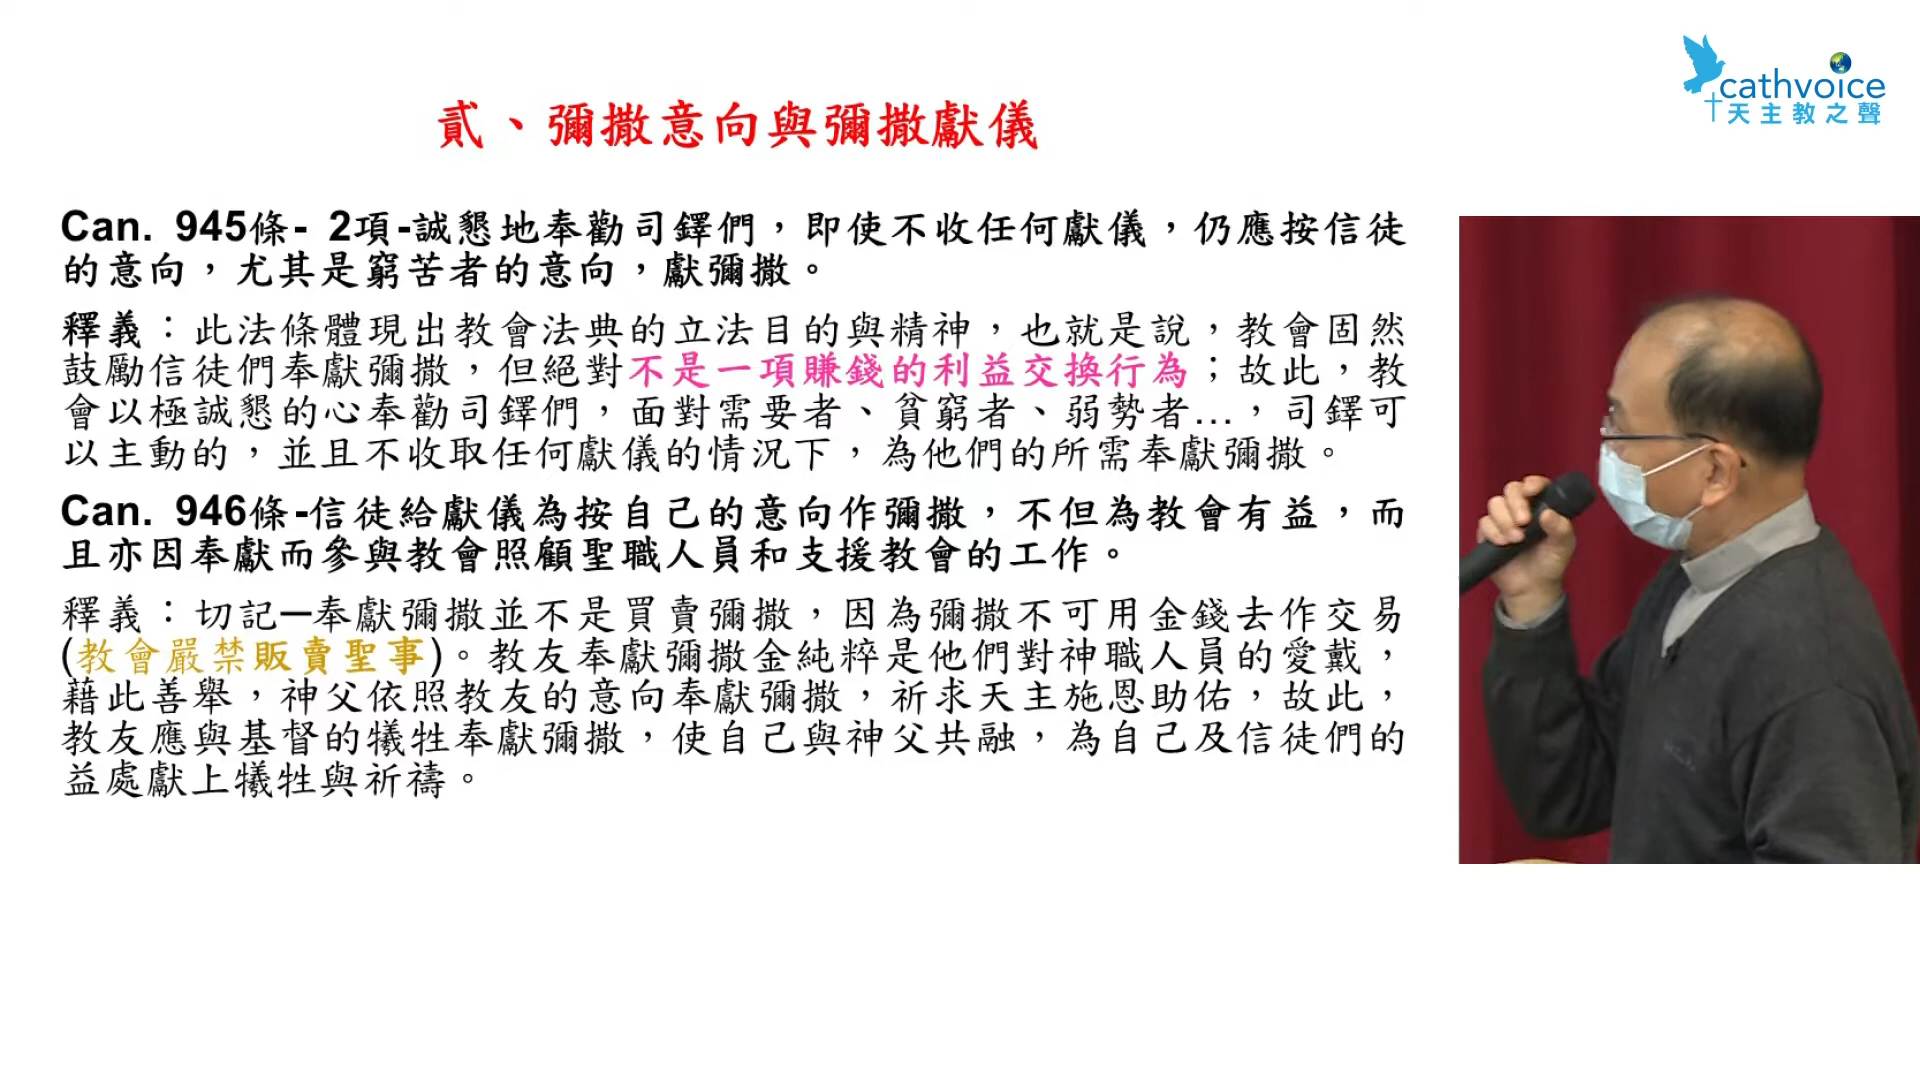 cathvoice
天主教之聲
貳、彌撒意向與彌撒獻儀
Can. 945條- 2項-誠懇地奉勸司鐸們，即使不收任何獻儀，仍應按信徒
的意向，尤其是窮苦者的意向，獻彌撒。
釋義：此法條體現出教會法典的立法目的與精神，也就是說，教會固然
鼓勵信徒們奉獻彌撒，但絕對不是一項賺錢的利益交換行為；故此，教
會以極誠懇的心奉勸司鐸們，面對需要者、貧窮者、弱勢者...，司鐸可
以主動的，並且不收取任何獻儀的情況下，為他們的所需奉獻彌撒。
Can. 946條-信徒給獻儀為按自己的意向作彌撒，不但為教會有益，而
且亦因奉獻而參與教會照顧聖職人員和支援教會的工作。
釋義：切記—奉獻彌撒並不是買賣彌撒，因為彌撒不可用金錢去作交易
(教會嚴禁販賣聖事)。教友奉獻彌撒金純粹是他們對神職人員的愛戴，
藉此善舉，神父依照教友的意向奉獻彌撒，祈求天主施恩助佑，故此，
教友應與基督的犧牲奉獻彌撒，使自己與神父共融，為自己及信徒們的
益處獻上犧牲與祈禱。